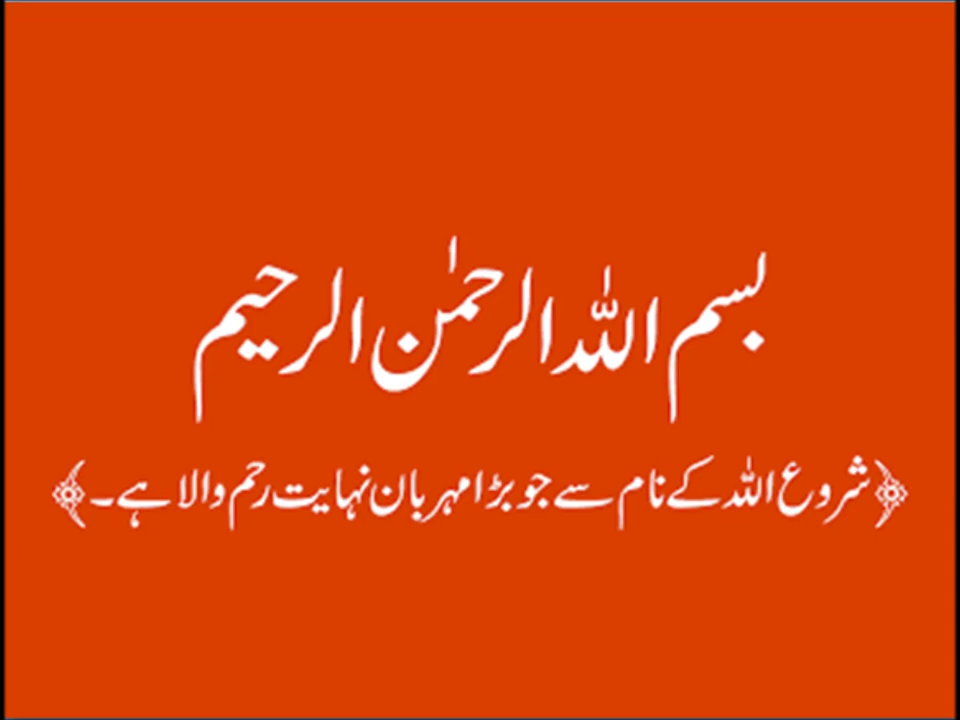 بسم اللہ الرحمٰن الرحیم
﴿شروع اللہ کے نام سے جو بڑا مہربان نہایت رحم والا ہے۔﴾